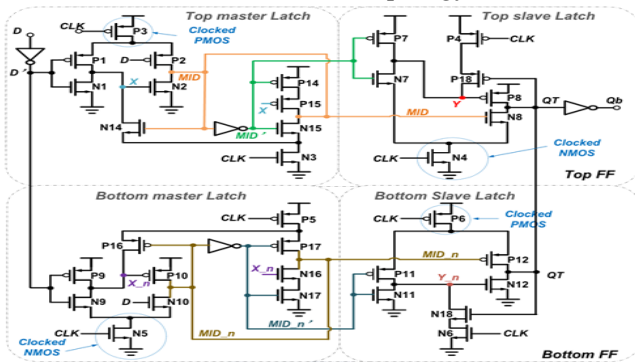 Top master Latch
Top slave Latch
D
CLK
P3
Clocked
PMOS
P7
P4
CLK
P1
D
P2
MID
P14
N7
P18
D'
X
N1
N2
X
P15
P8
QT
Qb
Y
N14
MID'
N15
MID
N8
CLK
N3
CLK
N4
Clocked
NMOS
Top FF
Bottom master Latch
Bottom Slave Latch
CLK
P5
CLK
P6
Clocked
PMOS
P16
P17
MID_n
P12
P9
P10
X_n
X_n
N16
P11
Y_n
QT
N9
D
N10
N17
N11
N12
MID_n
MID_n'
N18
CLK
N5
N6
CLK
Clocked
NMOS
Bottom FF